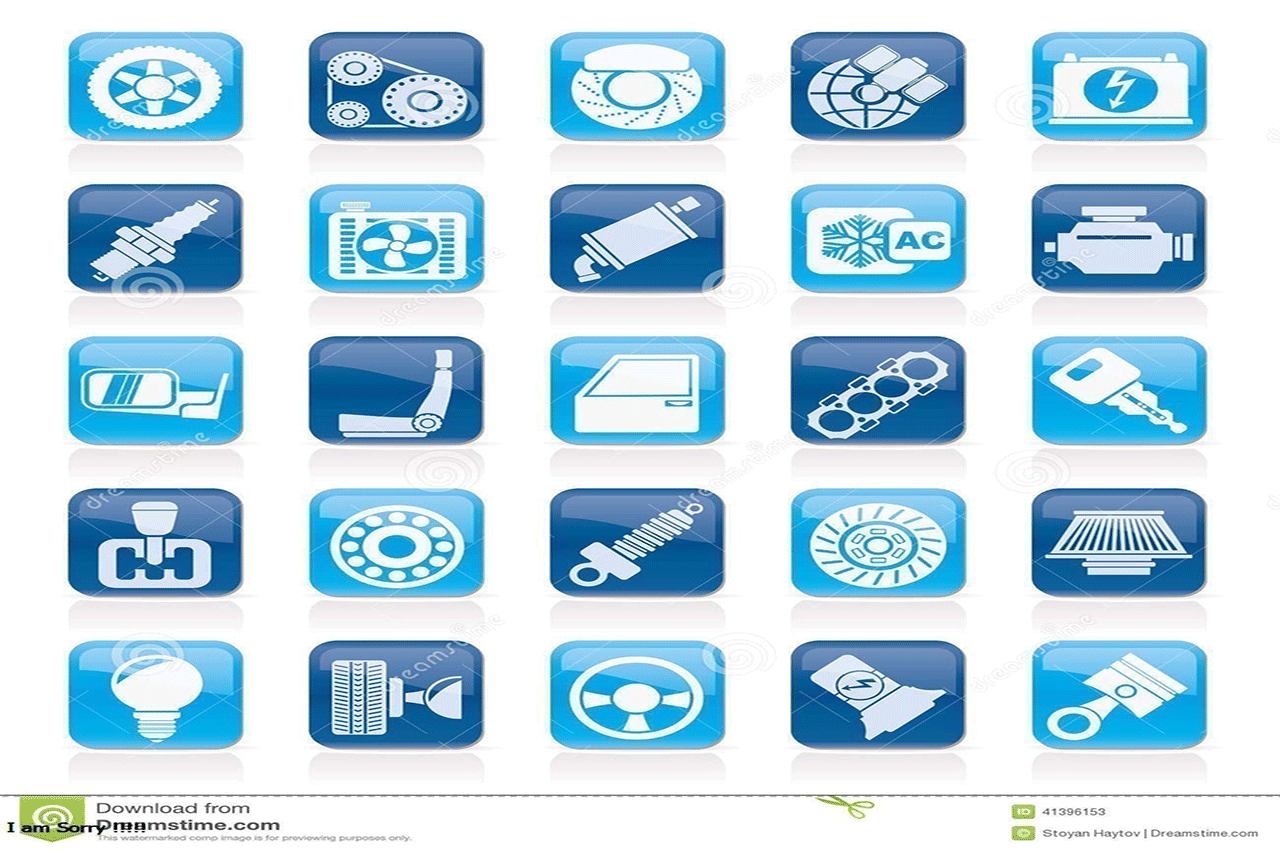 AC
Download from
Dreamstime.com
I am Sorry !!!!!
This watermarked comp image is for previewing purposes only.
ID 41396153
Stoyan Haytov | Dreamstime.com
dreamstime